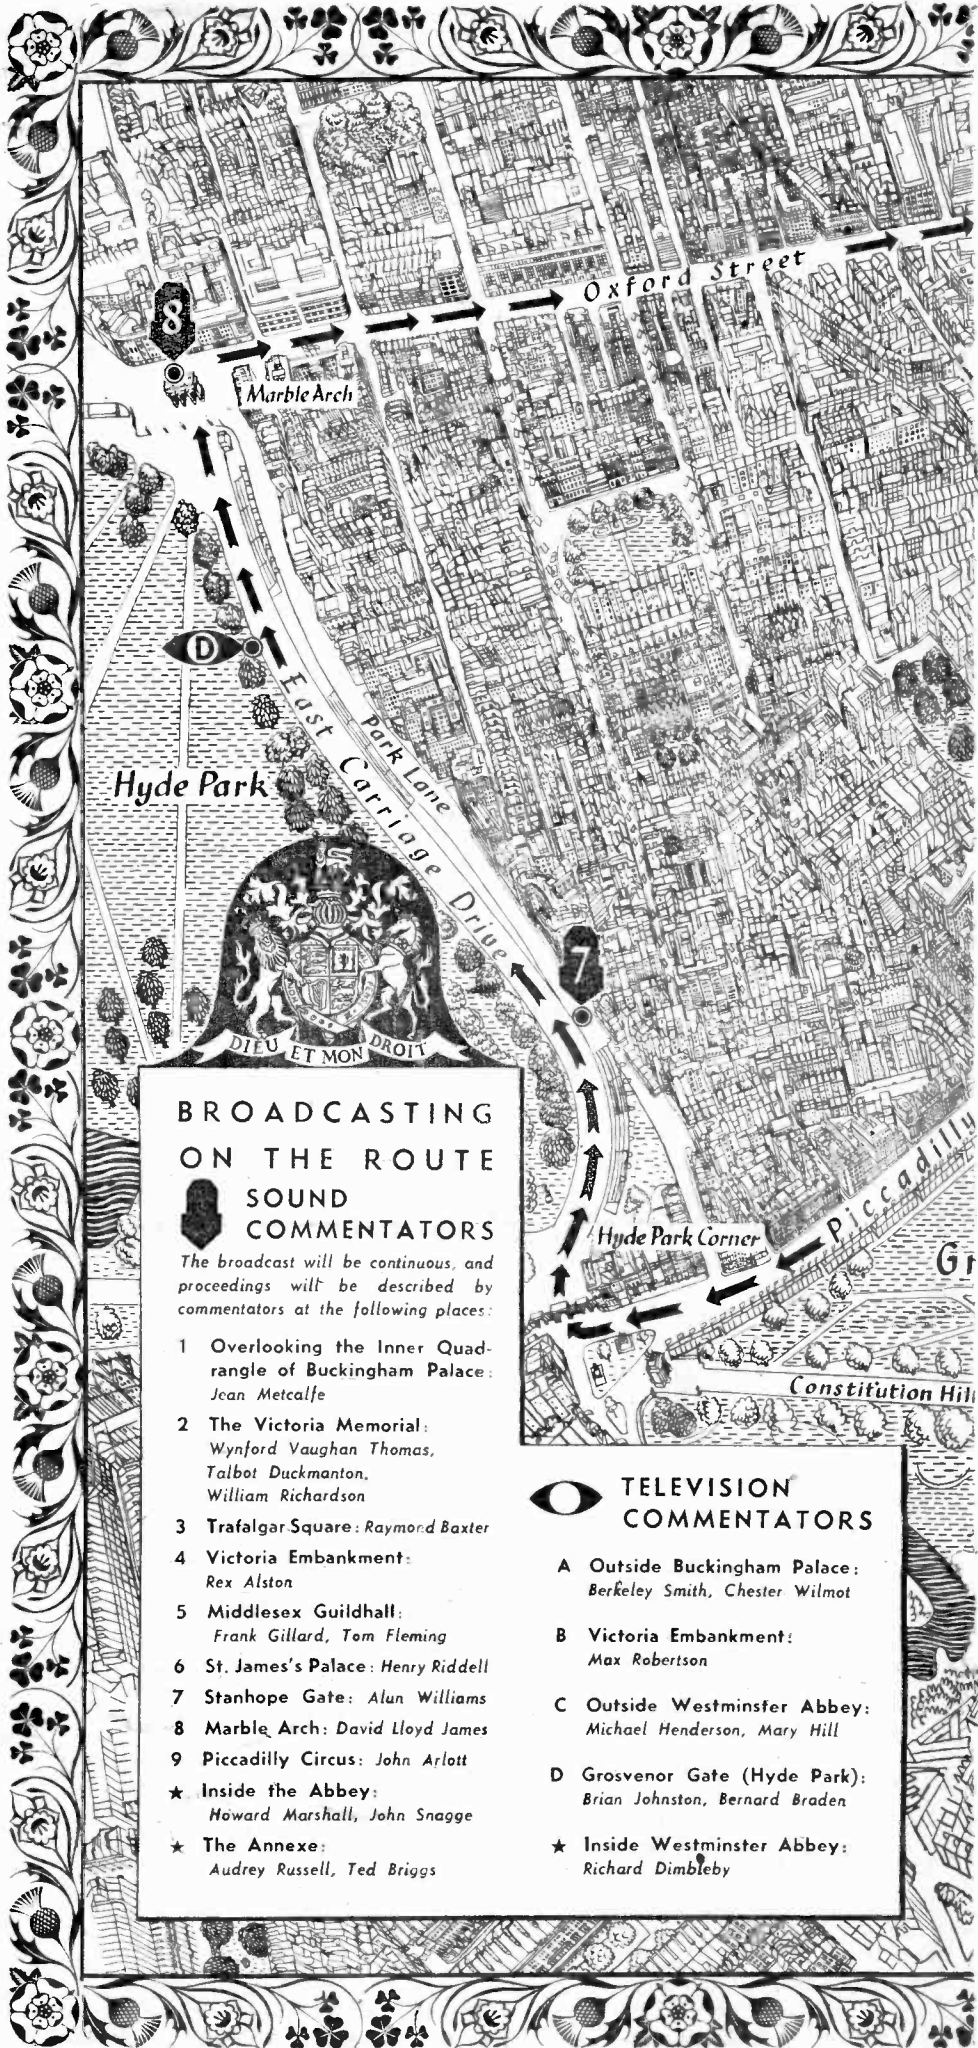 Oxford Street
8
Marble Arch
D
East Carriage Drive
Park Lane
Hyde Park
7
DIEU ET MON DROIT
Piccadilly
Hyde Park Corner
Constitution Hill
BROADCASTING
ON THE ROUTE
SOUND
COMMENTATORS
The broadcast will be continuous, and
proceedings will be described by
commentators at the following places:
1 Overlooking the Inner Quad-
rangle of Buckingham Palace:
Jean Metcalfe
2 The Victoria Memorial:
Wynford Vaughan Thomas,
Talbot Duckmanton,
William Richardson
3 Trafalgar Square: Raymond Baxter
4 Victoria Embankment:
Rex Alston
5 Middlesex Guildhall:
Frank Gillard, Tom Fleming
6 St. James's Palace: Henry Riddell
7 Stanhope Gate: Alun Williams
8 Marble Arch: David Lloyd James
9 Piccadilly Circus: John Arlott
★ Inside the Abbey:
Howard Marshall, John Snagge
★ The Annexe:
Audrey Russell, Ted Briggs
TELEVISION
COMMENTATORS
A Outside Buckingham Palace:
Berkeley Smith, Chester Wilmot
B Victoria Embankment:
Max Robertson
C Outside Westminster Abbey:
Michael Henderson, Mary Hill
D Grosvenor Gate (Hyde Park):
Brian Johnston, Bernard Braden
★ Inside Westminster Abbey:
Richard Dimbleby